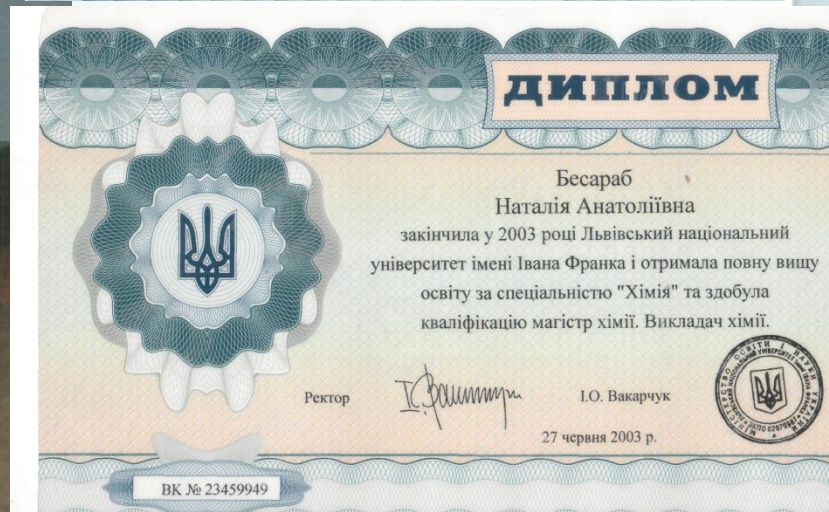 ДИПЛОМ
Бесараб
Наталія Анатоліївна
закінчила у 2003 році Львівський національний
університет імені Івана Франка і отримала повну вищу
освіту за спеціальністю "Хімія" та здобула
кваліфікацію магістр хімії. Викладач хімії.
Ректор І.О. Вакарчук
27 червня 2003 р.
ВК № 23459949